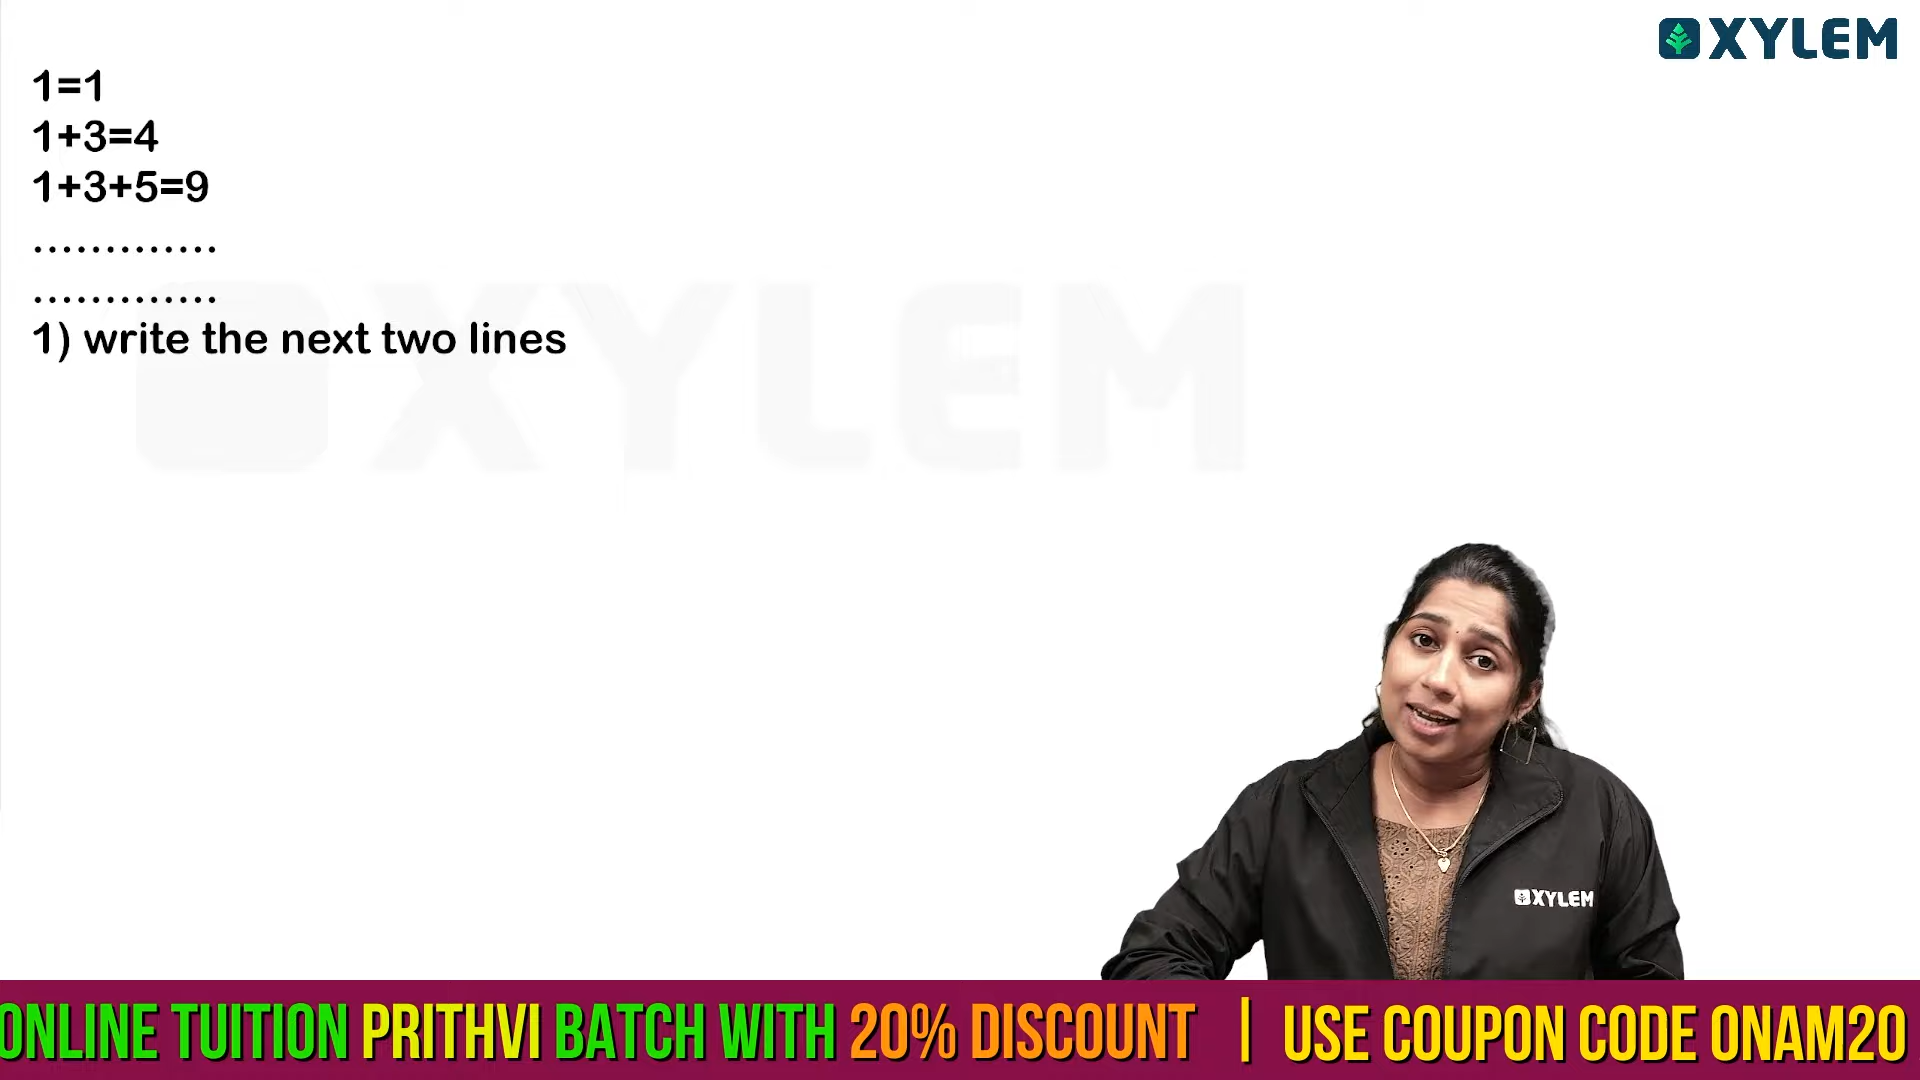 XYLEM
1=1
1+3=4
1+3+5=9
.............
.............
1) write the next two lines
XYLEM
XYLEM
ONLINE TUITION PRITHVI BATCH WITH 20% DISCOUNT | USE COUPON CODE ONAM20